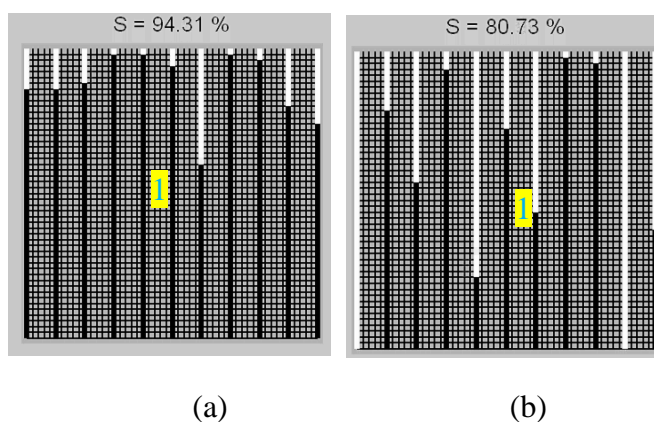 S = 94.31 %
S = 80.73 %
1
1
(a)
(b)